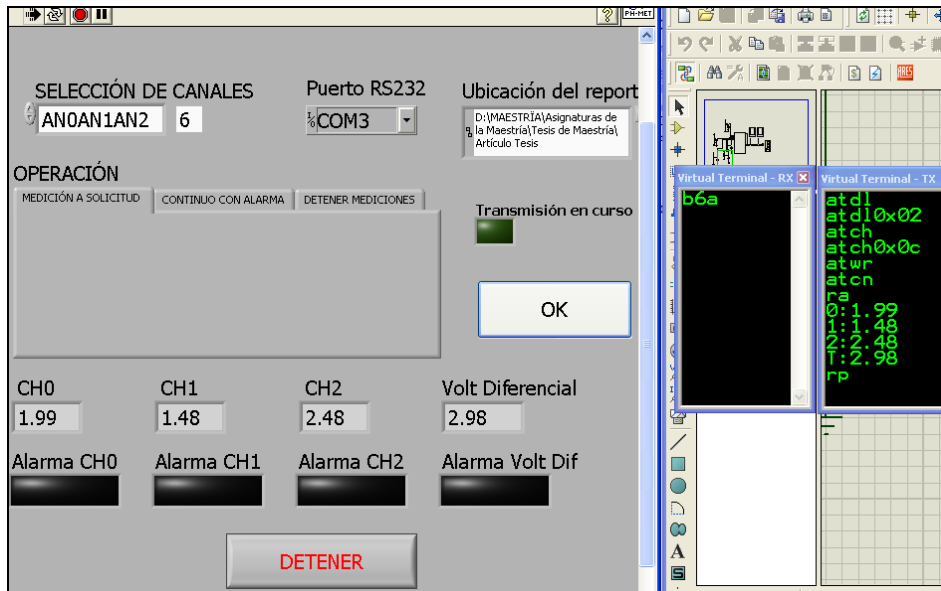 PH-MET
SELECCIÓN DE CANALES
AN0AN1AN2 6
Puerto RS232
COM3
Ubicación del report
D:\MAESTRÏA\Asignaturas de
la Maestría\Tesis de Maestría\
Artículo Tesis
OPERACIÓN
MEDICIÓN A SOLICITUD
CONTINUO CON ALARMA
DETENER MEDICIONES
Transmisión en curso
OK
CH0
CH1
CH2
Volt Diferencial
1.99
1.48
2.48
2.98
Alarma CH0
Alarma CH1
Alarma CH2
Alarma Volt Dif
DETENER
ARES
Virtual Terminal - RX
b6a
Virtual Terminal - TX
atdl
atdl0x02
atch
atch0x0c
atwr
atcn
ra
0:1.99
1:1.48
2:2.48
T:2.98
rp
A
S